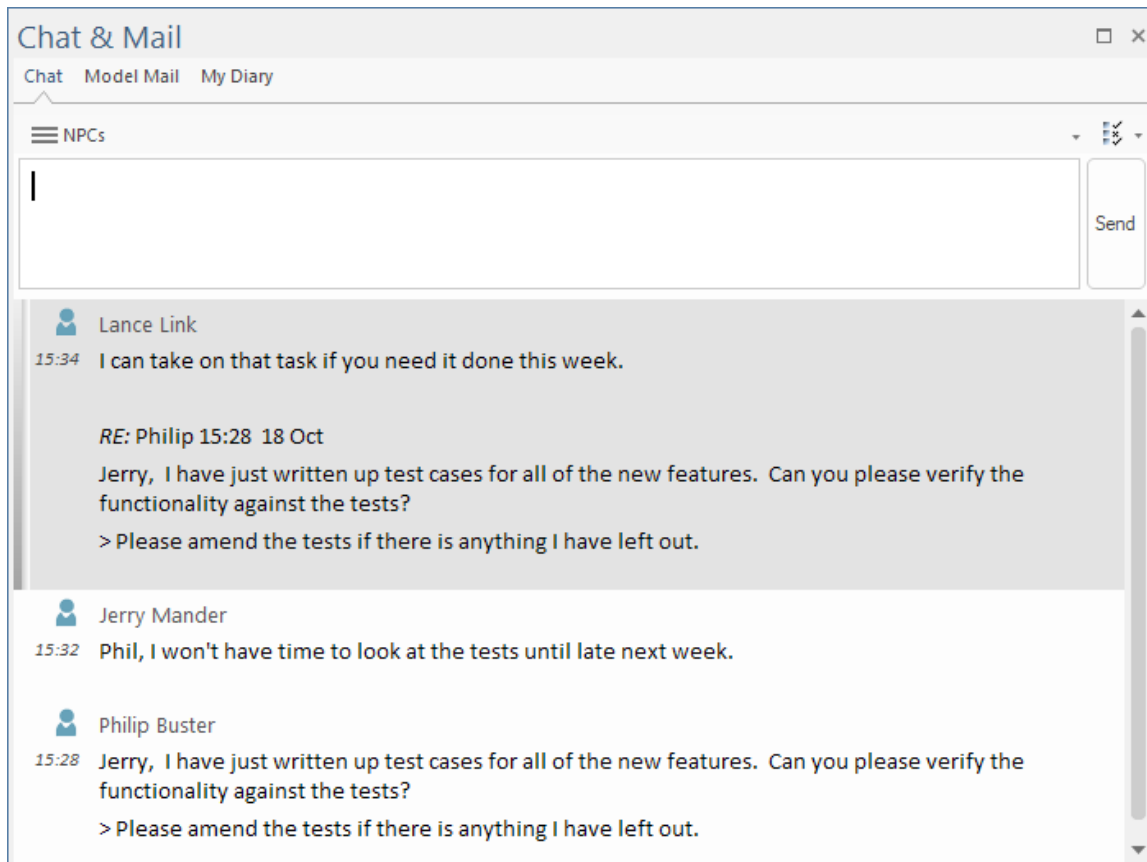 Chat & Mail
Chat Model Mail My Diary
NPCs
Send
Lance Link
15:34 I can take on that task if you need it done this week.
RE: Philip 15:28 18 Oct
Jerry, I have just written up test cases for all of the new features. Can you please verify the
functionality against the tests?
> Please amend the tests if there is anything I have left out.
Jerry Mander
15:32 Phil, I won't have time to look at the tests until late next week.
Philip Buster
15:28 Jerry, I have just written up test cases for all of the new features. Can you please verify the
functionality against the tests?
> Please amend the tests if there is anything I have left out.